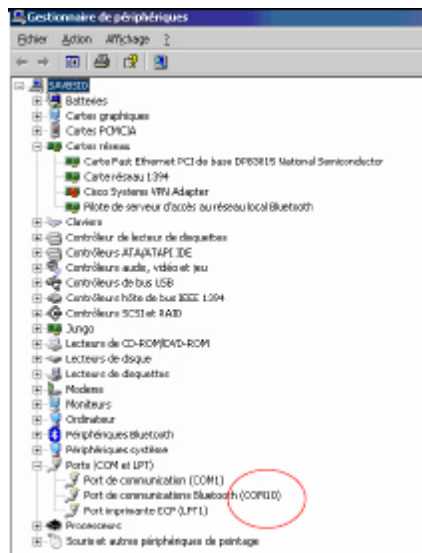 Gestionnaire de périphériques
Fichier Action Affichage ?
Batteries
Cartes graphiques
Cartes PCMCIA
Cartes réseau
Carte Fast Ethernet PCI de base DP83815 National Semiconductor
Carte réseau 1394
Cisco Systems VPN Adapter
Pilote de serveur d'accès au réseau local Bluetooth
Claviers
Contrôleur de lecteur de disquettes
Contrôleurs ATA/ATAPI IDE
Contrôleurs audio, vidéo et jeu
Contrôleurs de bus USB
Contrôleurs hôte de bus IEEE 1394
Contrôleurs SCSI et RAID
Jungo
Lecteurs de CD-ROM/DVD-ROM
Lecteurs de disque
Lecteurs de disquettes
Modems
Moniteurs
Ordinateur
Périphériques Bluetooth
Périphériques système
Ports (COM et LPT)
Port de communication (COM1)
Port de communications Bluetooth (COM10)
Port imprimante ECP (LPT1)
Processeurs
Souris et autres périphériques de pointage